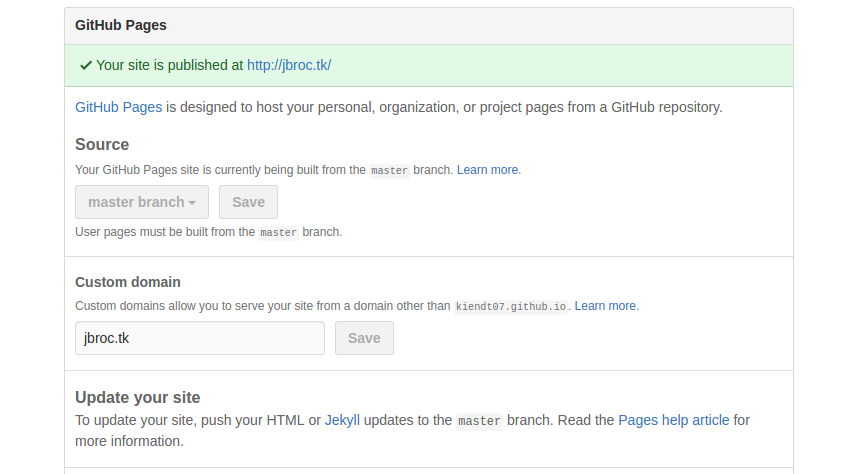 GitHub Pages
Your site is published at http://jbroc.tk/
GitHub Pages is designed to host your personal, organization, or project pages from a GitHub repository.
Source
Your GitHub Pages site is currently being built from the master branch. Learn more.
master branch Save
User pages must be built from the master branch.
Custom domain
Custom domains allow you to serve your site from a domain other than kiendt07.github.io. Learn more.
jbroc.tk Save
Update your site
To update your site, push your HTML or Jekyll updates to the master branch. Read the Pages help article for
more information.